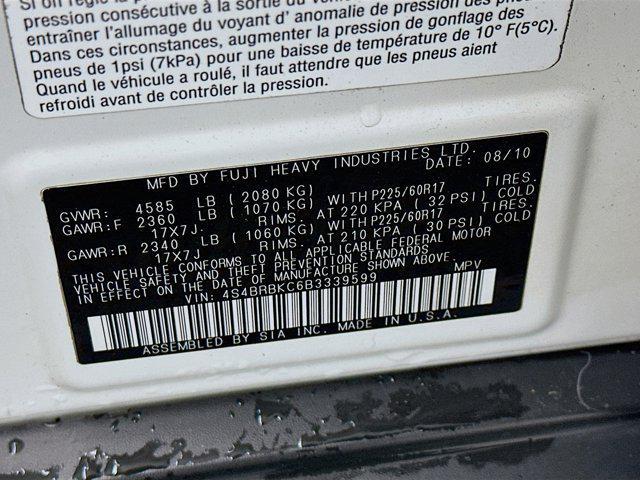 Si on règle la p
pression consécutive à la sortie du véhi
entraîner l'allumage du voyant d' anomalie de pression des pneu
Dans ces circonstances, augmenter la pression de gonflage des
pneus de 1psi (7kPa) pour une baisse de température de 10° F(5°C).
Quand le véhicule a roulé, il faut attendre que les pneus aient
refroidi avant de contrôler la pression.
MFD BY FUJI HEAVY INDUSTRIES LTD.
DATE: 08/10
GVWR: 4585 LB ( 2080 KG)
GAWR:F 2360 LB ( 1070 KG) WITH P225/60R17 TIRES.
17X7J. RIMS. AT 220 KPA ( 32 PSI) COLD
GAWR:R 2340 LB ( 1060 KG) WITH P225/60R17 TIRES.
17X7J RIMS. AT 210 KPA ( 30 PSI) COLD
THIS VEHICLE CONFORMS TO ALL APPLICABLE FEDERAL MOTOR
VEHICLE SAFETY AND THEFT PREVENTION STANDARDS
IN EFFECT ON THE DATE OF MANUFACTURE SHOWN ABOVE.
VIN: 4S4BRBKC6B3339599 MPV
ASSEMBLED BY SIA INC. MADE IN U.S.A.